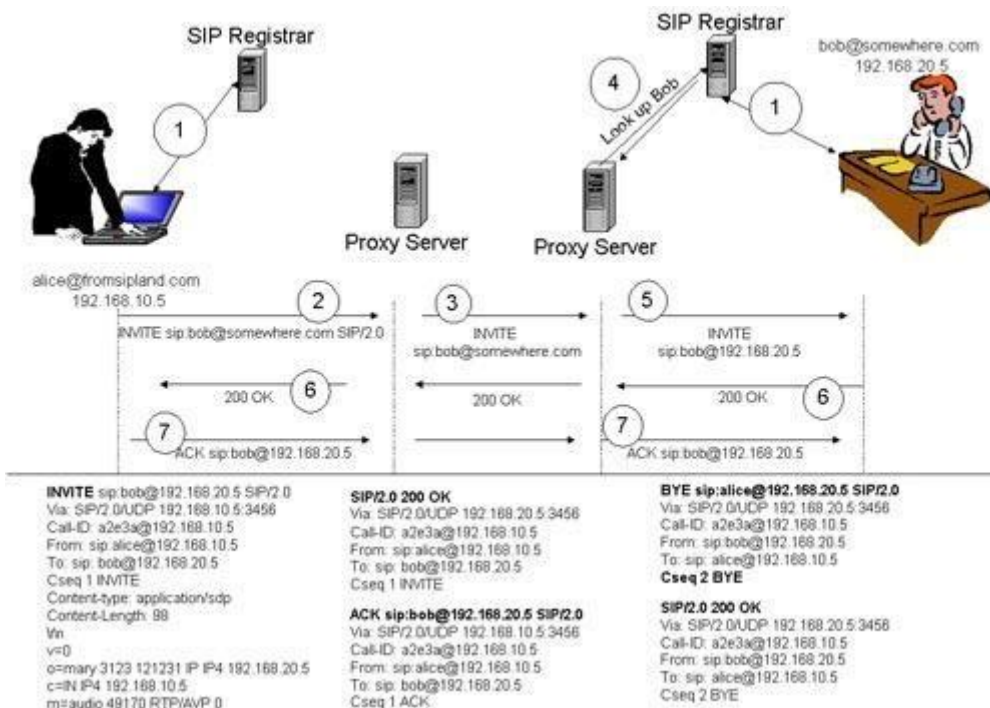 SIP Registrar
SIP Registrar
bob@somewhere.com
192.168.20.5
4
Look up Bob
1
1
Proxy Server
Proxy Server
alice@fromsipland.com
192.168.10.5
2
3
5
INVITE sip:bob@somewhere.com SIP/2.0
INVITE
sip:bob@somewhere.com
INVITE
sip:bob@192.168.20.5
200 OK
6
200 OK
200 OK
6
7
ACK sip:bob@192.168.20.5
7
ACK sip:bob@192.168.20.5
INVITE sip:bob@192.168.20.5 SIP/2.0
Via: SIP/2.0/UDP 192.168.10.5:3456
Call-ID: a2e3a@192.168.10.5
From: sip:alice@192.168.10.5
To: sip: bob@192.168.20.5
Cseq 1 INVITE
Content-type: application/sdp
Content-Length: 98
v=0
o=mary 3123 121231 IP IP4 192.168.20.5
c=IN IP4 192.168.10.5
m=audio 49170 RTP/AVP 0
SIP/2.0 200 OK
Via: SIP/2.0/UDP 192.168.20.5:3456
Call-ID: a2e3a@192.168.10.5
From: sip:alice@192.168.10.5
To: sip: bob@192.168.20.5
Cseq 1 INVITE
ACK sip:bob@192.168.20.5 SIP/2.0
Via: SIP/2.0/UDP 192.168.10.5:3456
Call-ID: a2e3a@192.168.10.5
From: sip:alice@192.168.10.5
To: sip: bob@192.168.20.5
Cseq 1 ACK
BYE sip:alice@192.168.20.5 SIP/2.0
Via: SIP/2.0/UDP 192.168.20.5:3456
Call-ID: a2e3a@192.168.10.5
From: sip:bob@192.168.20.5
To: sip: alice@192.168.10.5
Cseq 2 BYE
SIP/2.0 200 OK
Via: SIP/2.0/UDP 192.168.20.5:3456
Call-ID: a2e3a@192.168.10.5
From: sip:bob@192.168.20.5
To: sip: alice@192.168.10.5
Cseq 2 BYE